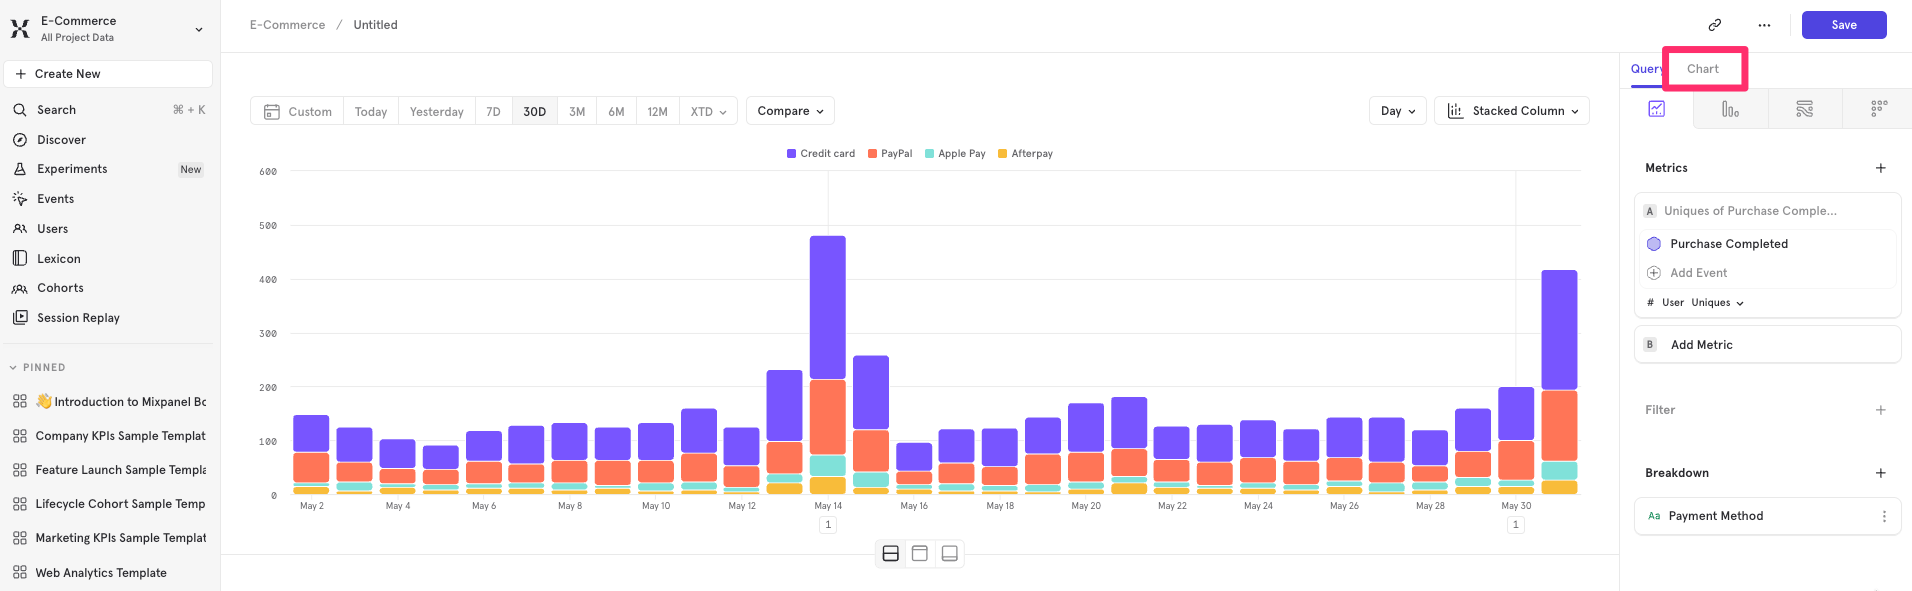 E-Commerce
All Project Data
Create New
Search ⌘ + K
Discover
Experiments New
Events
Users
Lexicon
Cohorts
Session Replay
PINNED
👋 Introduction to Mixpanel Bo
Company KPIs Sample Templat
Feature Launch Sample Templa
Lifecycle Cohort Sample Temp
Marketing KPIs Sample Templat
Web Analytics Template
E-Commerce / Untitled
Save
Custom Today Yesterday 7D 30D 3M 6M 12M XTD Compare
Day Stacked Column
Credit card PayPal Apple Pay Afterpay
600
500
400
300
200
100
0
May 2 May 4 May 6 May 8 May 10 May 12 May 14 May 16 May 18 May 20 May 22 May 24 May 26 May 28 May 30
1 1
Query Chart
Metrics
A Uniques of Purchase Comple...
Purchase Completed
Add Event
# User Uniques
B Add Metric
Filter
Breakdown
Aa Payment Method